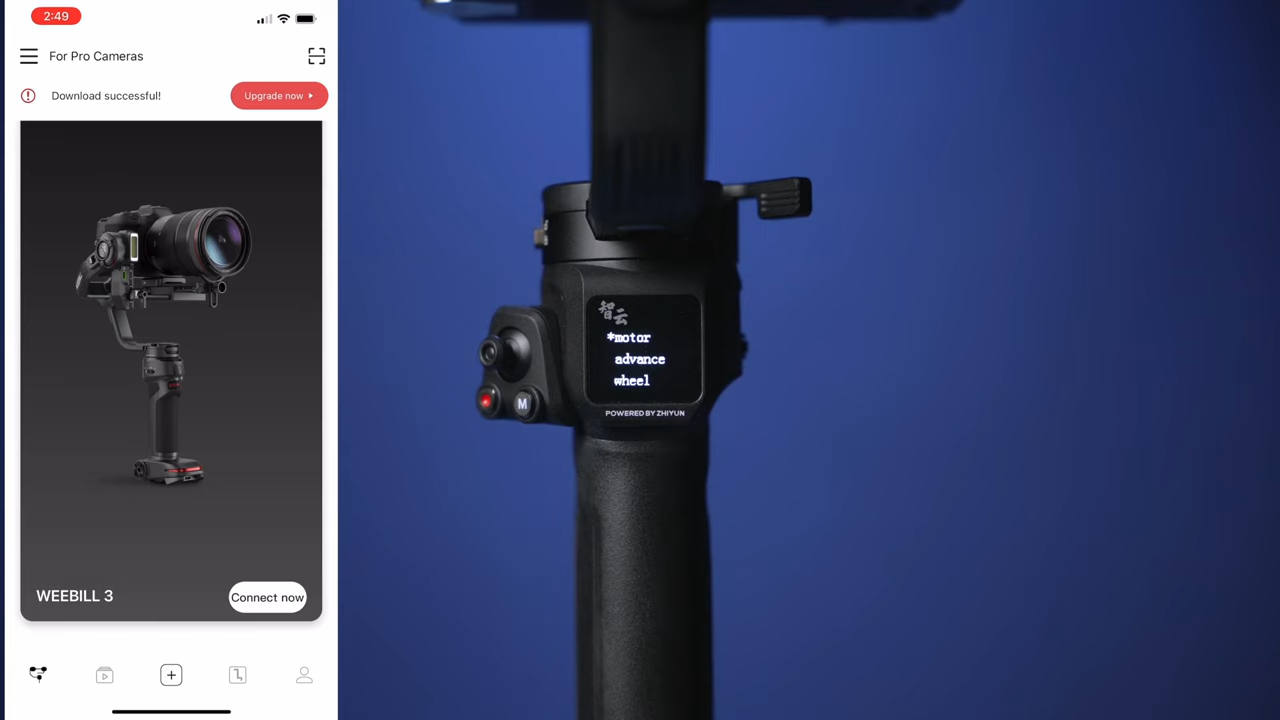 2:49
For Pro Cameras
Download successful!
Upgrade now
WEEBILL 3
Connect now
智云
*motor
advance
wheel
M
POWERED BY ZHIYUN